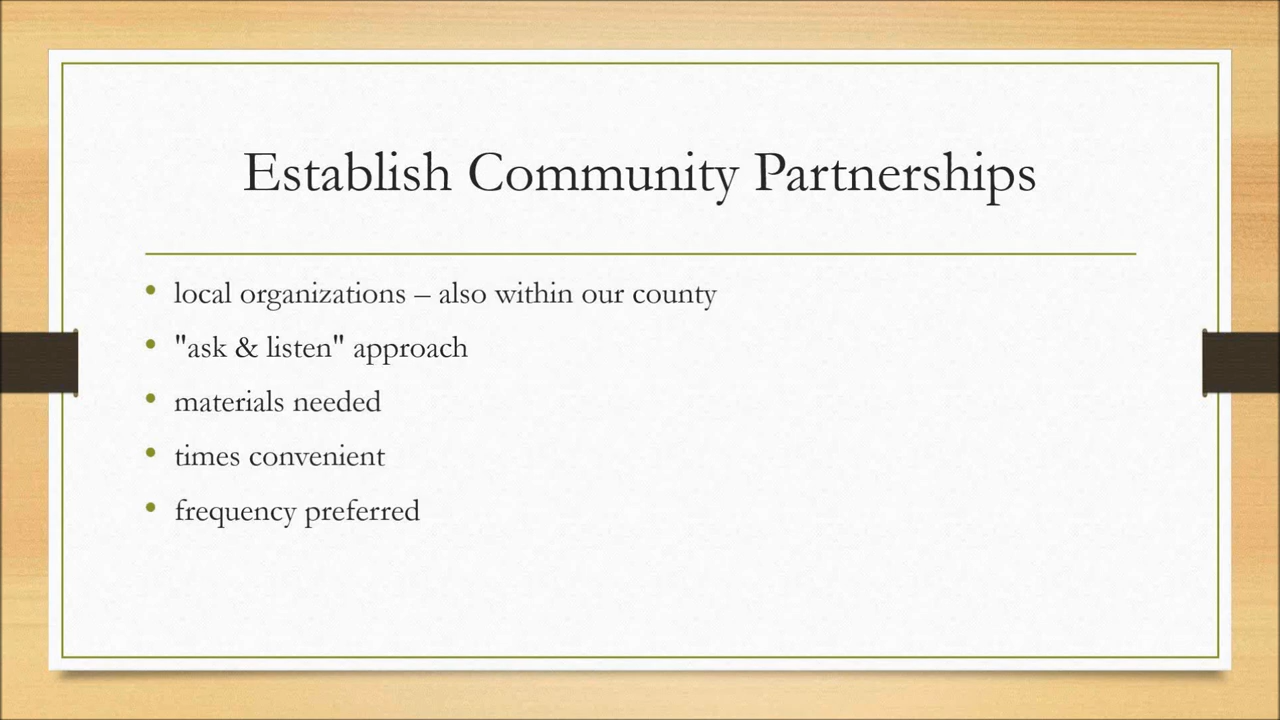 Establish Community Partnerships
• local organizations – also within our county
• "ask & listen" approach
• materials needed
• times convenient
• frequency preferred